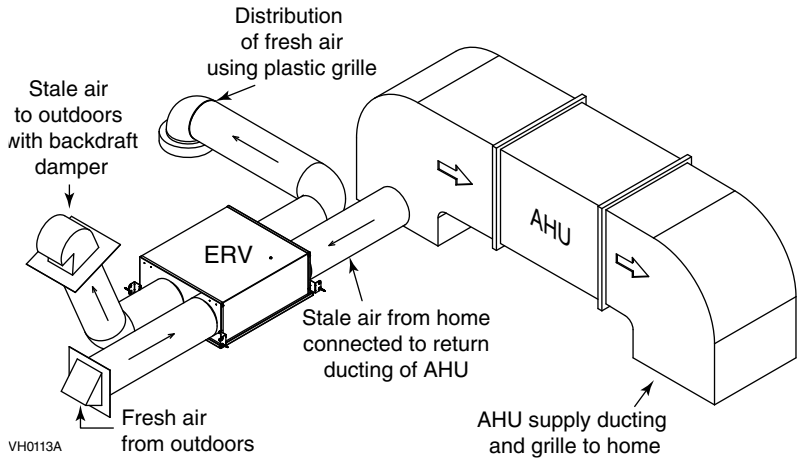 Distribution
of fresh air
using plastic grille
Stale air
to outdoors
with backdraft
damper
ERV
AHU
Stale air from home
connected to return
ducting of AHU
Fresh air
from outdoors
AHU supply ducting
and grille to home
VH0113A